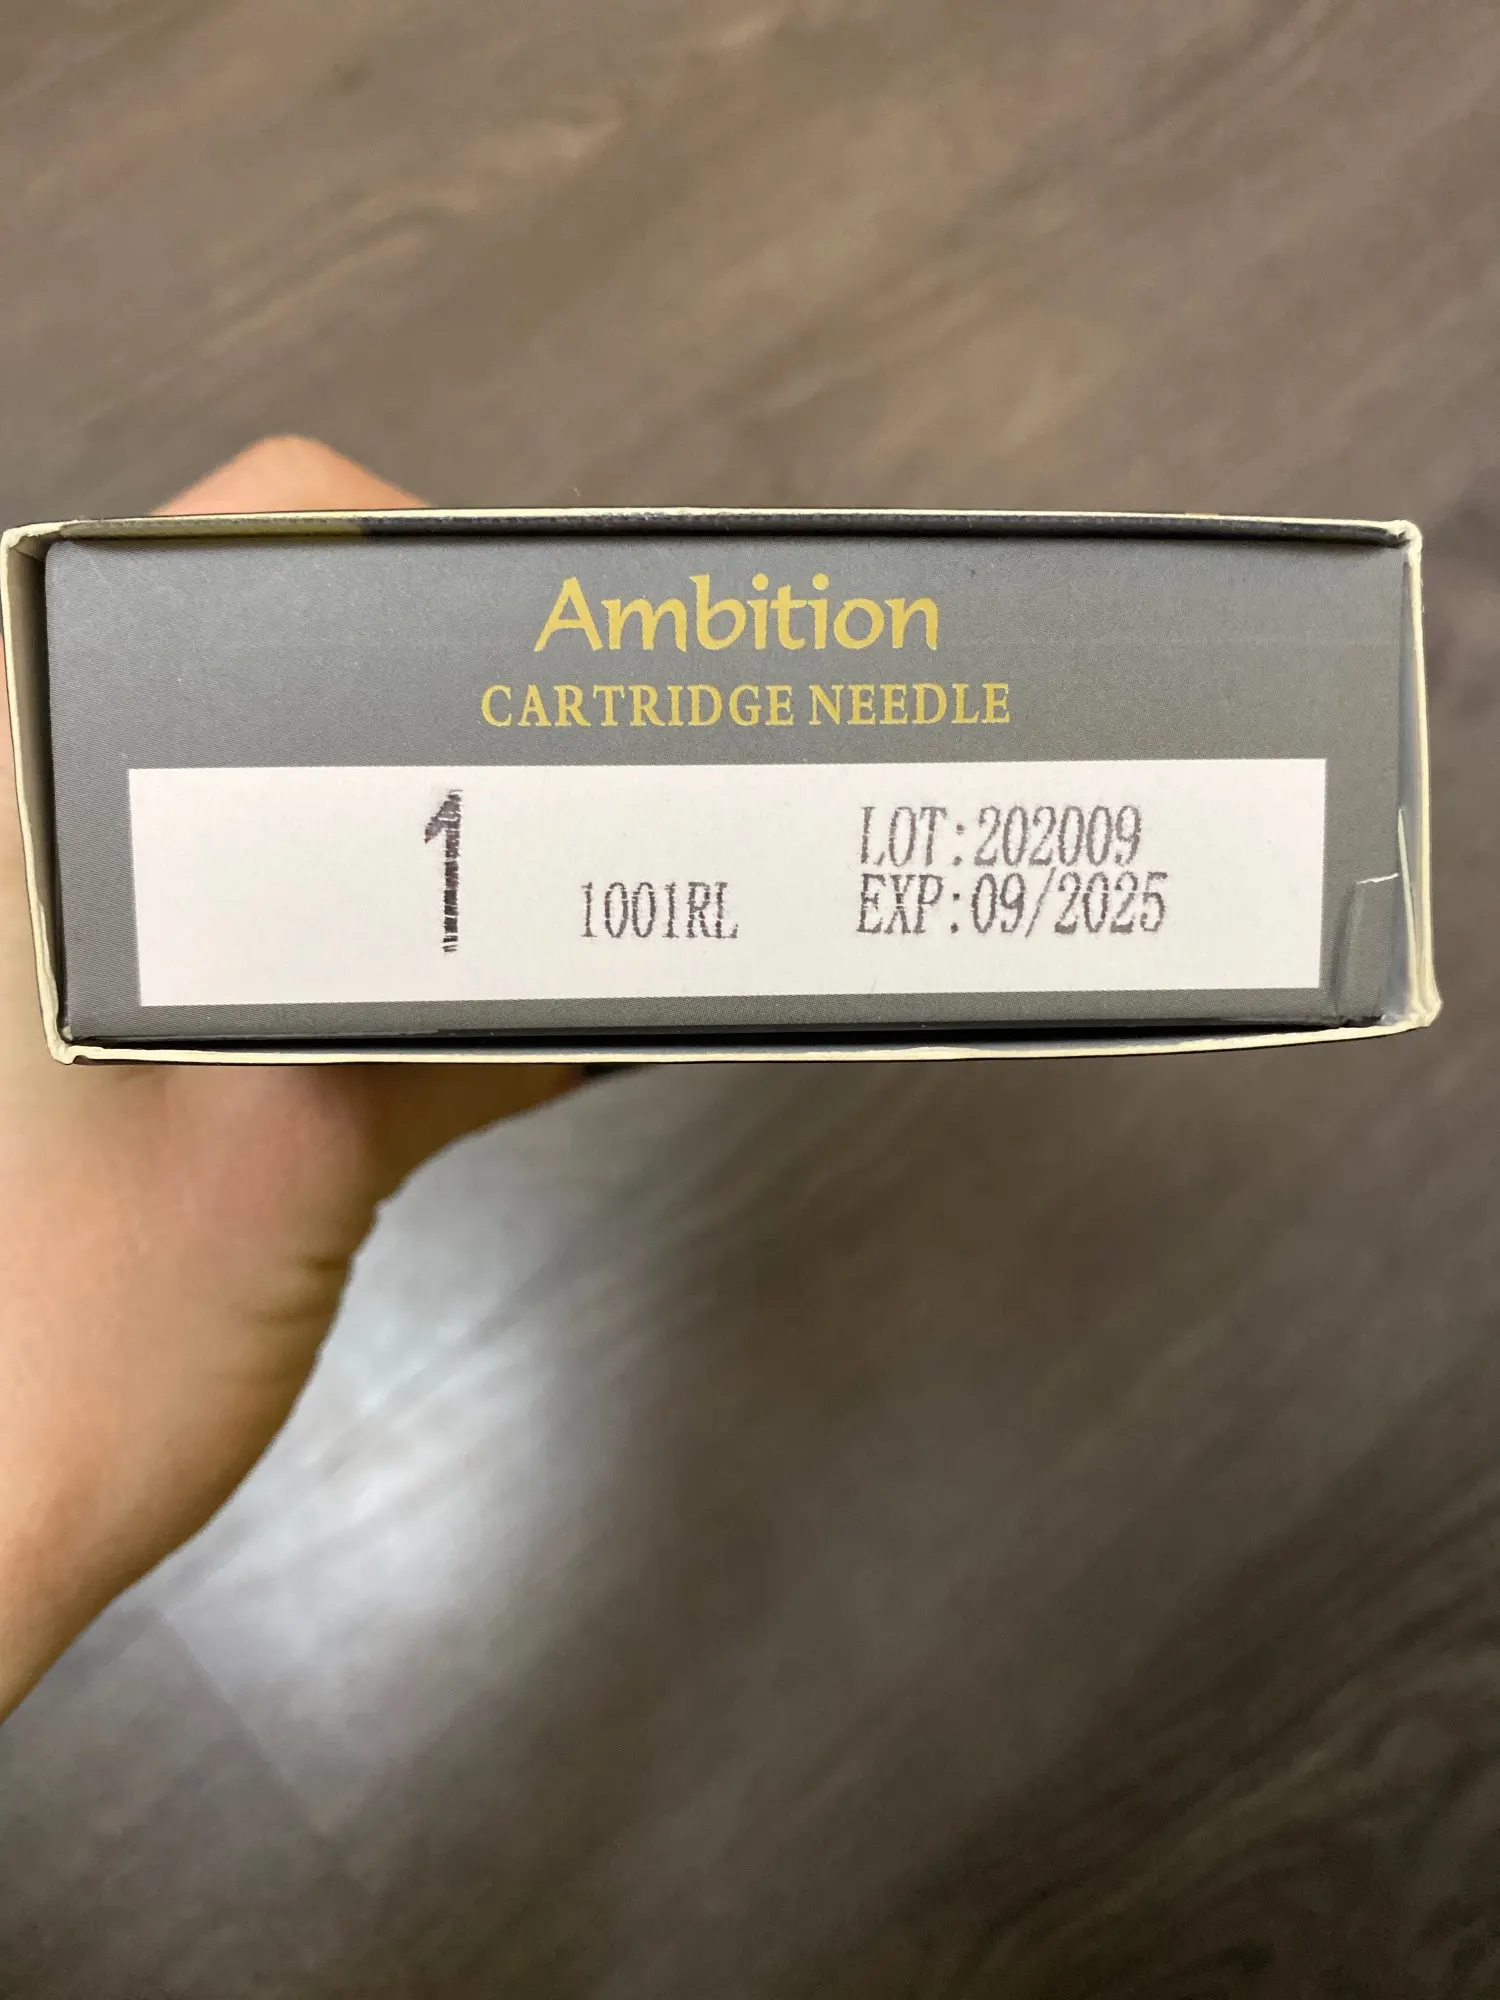 Ambition
CARTRIDGE NEEDLE
1
1001RL
LOT:202009
EXP:09/2025